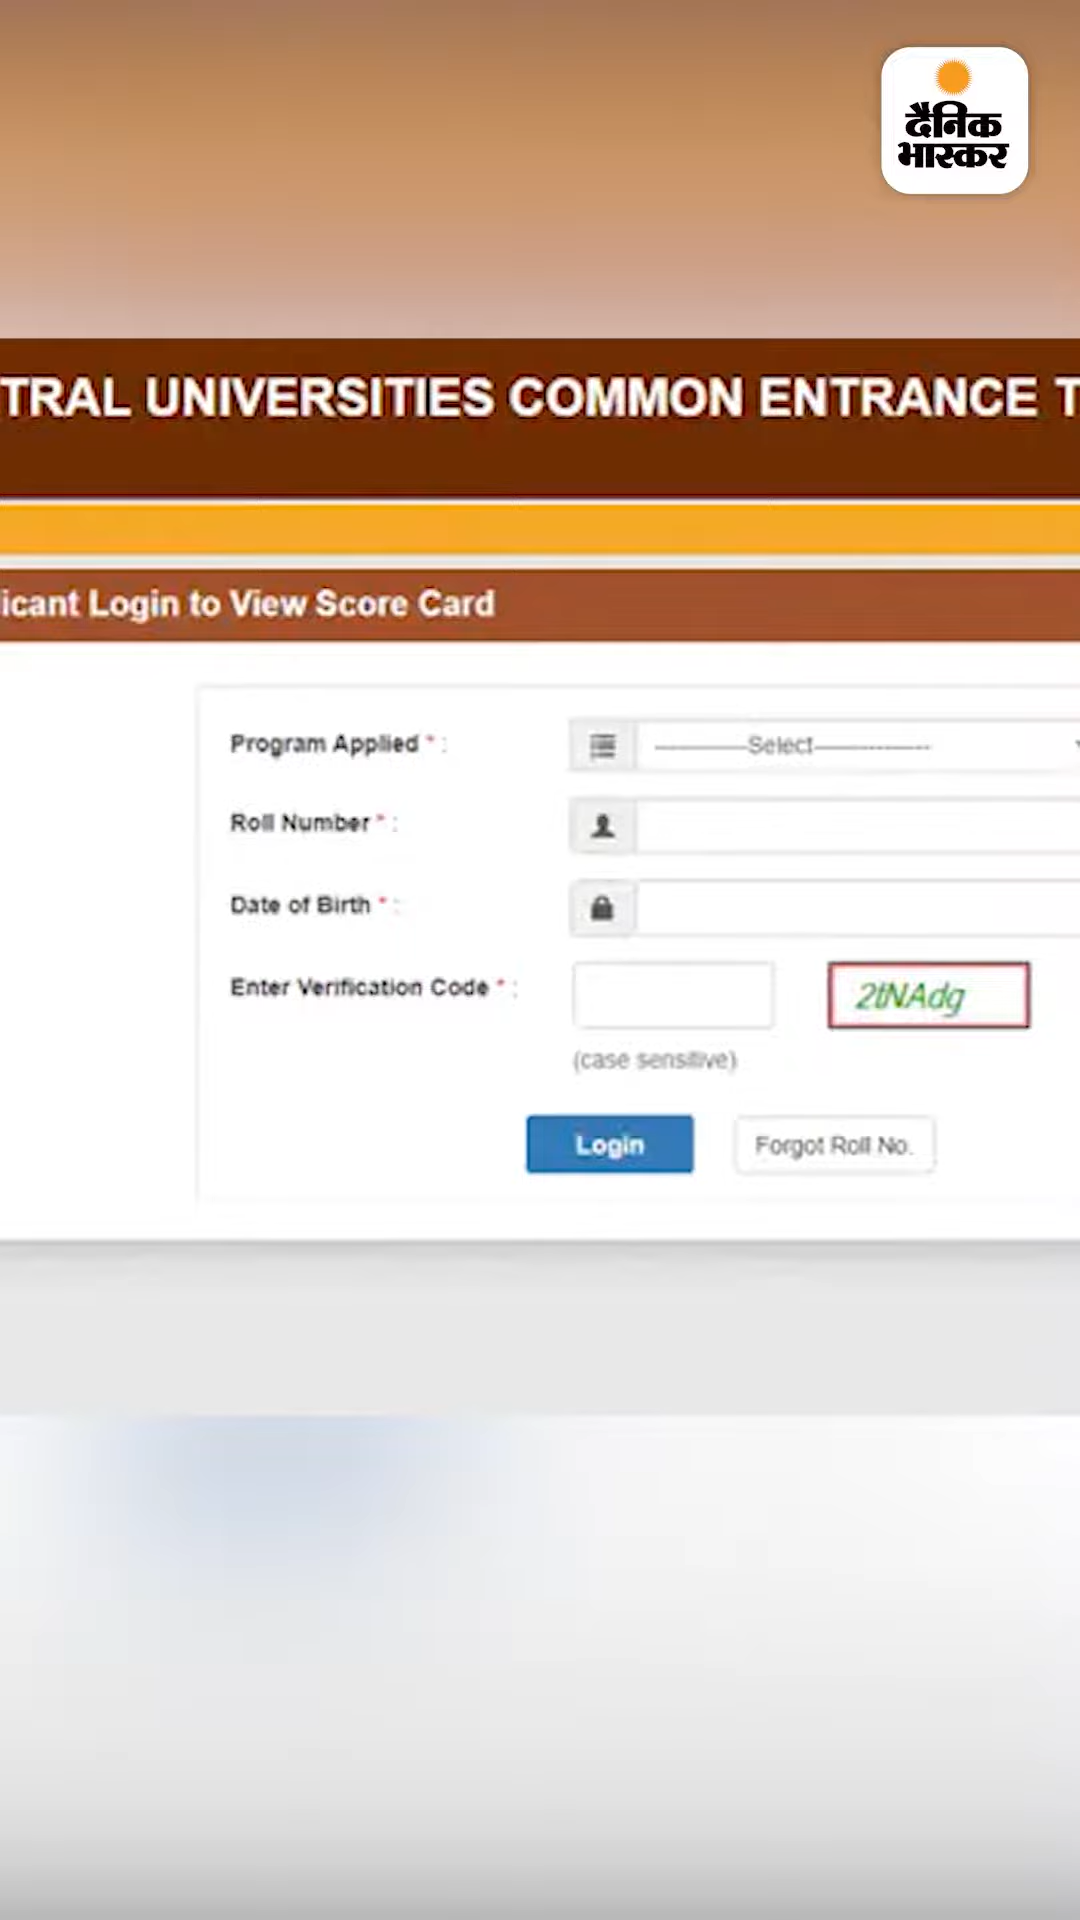 दैनिक
भास्कर
TRAL UNIVERSITIES COMMON ENTRANCE T
icant Login to View Score Card
Program Applied * :
-------------Select---------------
Roll Number * :
Date of Birth * :
Enter Verification Code * :
2tNAdg
(case sensitive)
Login
Forgot Roll No.